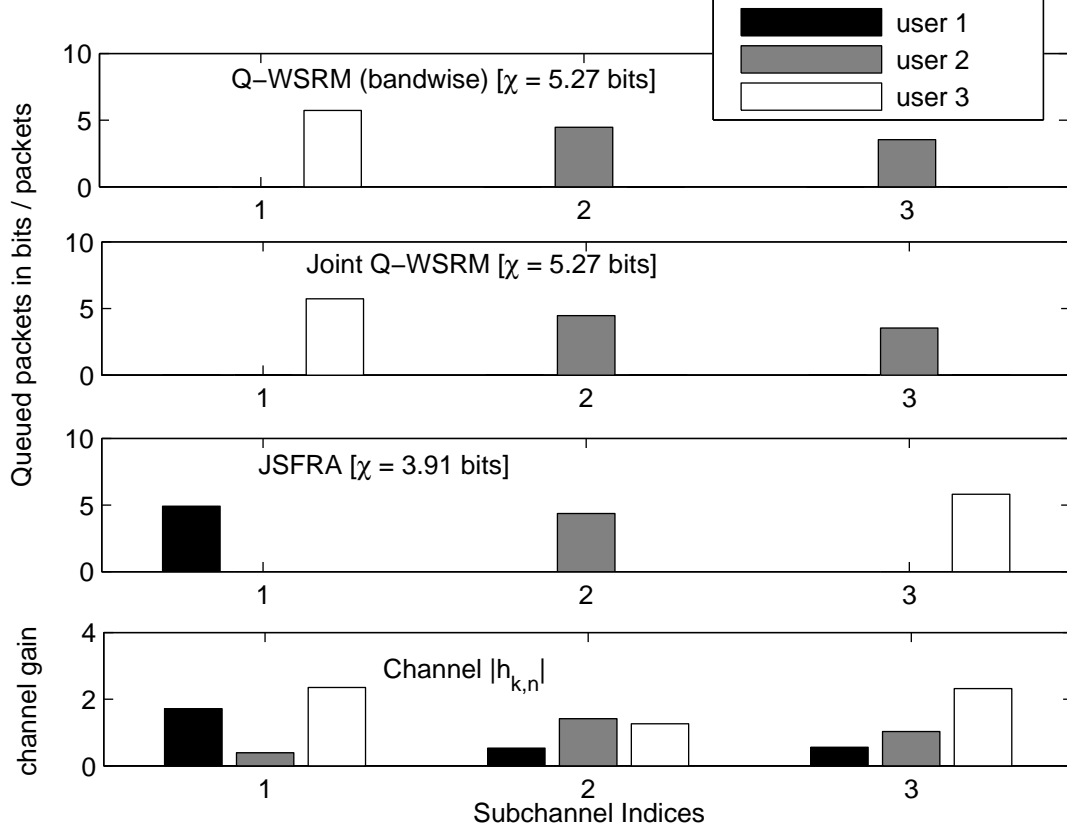 user 1
user 2
user 3
Queued packets in bits / packets
10
5
0
Q−WSRM (bandwise) [χ = 5.27 bits]
1 2 3
10
5
0
Joint Q−WSRM [χ = 5.27 bits]
1 2 3
10
5
0
JSFRA [χ = 3.91 bits]
1 2 3
channel gain
4
2
0
Channel |h_{k,n}|
1 2 3
Subchannel Indices